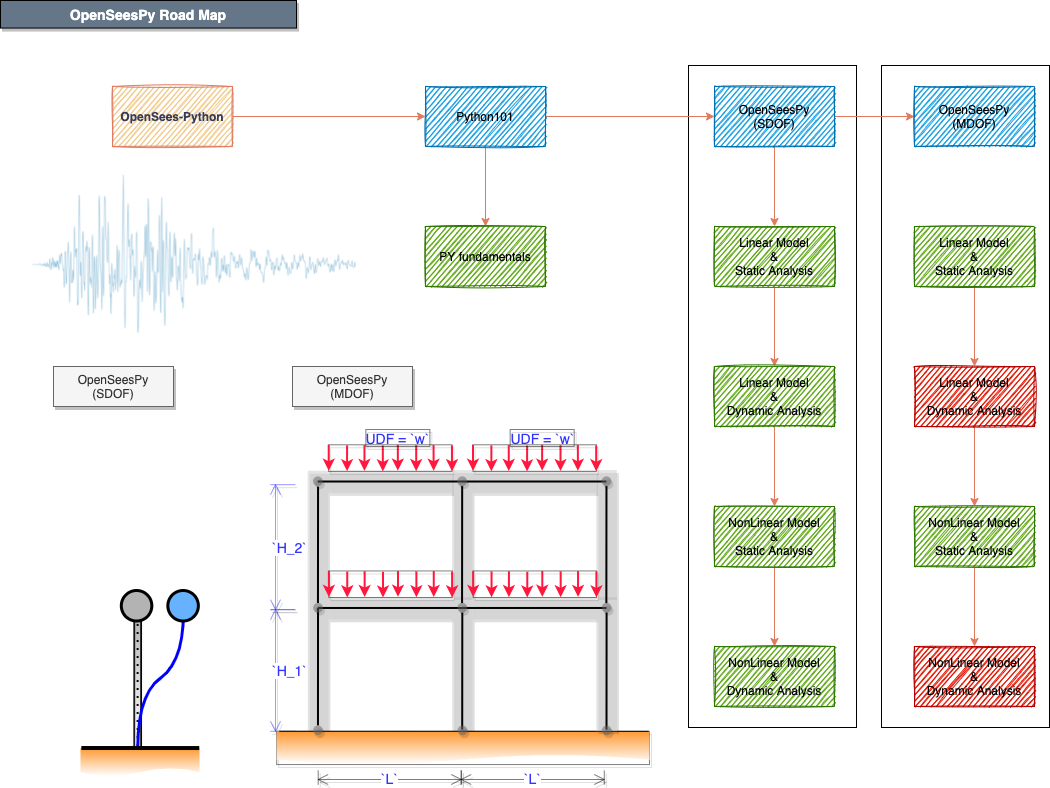 OpenSeesPy Road Map
OpenSees-Python
Python101
OpenSeesPy
(SDOF)
OpenSeesPy
(MDOF)
PY fundamentals
Linear Model
&
Static Analysis
Linear Model
&
Static Analysis
Linear Model
&
Dynamic Analysis
Linear Model
&
Dynamic Analysis
NonLinear Model
&
Static Analysis
NonLinear Model
&
Static Analysis
NonLinear Model
&
Dynamic Analysis
NonLinear Model
&
Dynamic Analysis
OpenSeesPy
(SDOF)
OpenSeesPy
(MDOF)
UDF = `w`
UDF = `w`
`H_2`
`H_1`
`L`
`L`